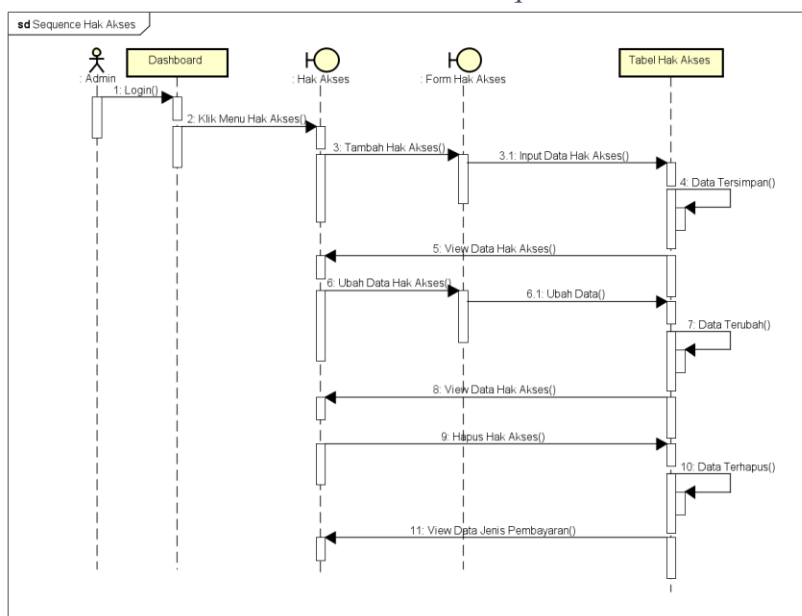 sd Sequence Hak Akses
: Admin
Dashboard
: Hak Akses
: Form Hak Akses
Tabel Hak Akses
1: Login()
2: Klik Menu Hak Akses()
3: Tambah Hak Akses()
3.1: Input Data Hak Akses()
4: Data Tersimpan()
5: View Data Hak Akses()
6: Ubah Data Hak Akses()
6.1: Ubah Data()
7: Data Terubah()
8: View Data Hak Akses()
9: Hapus Hak Akses()
10: Data Terhapus()
11: View Data Jenis Pembayaran()